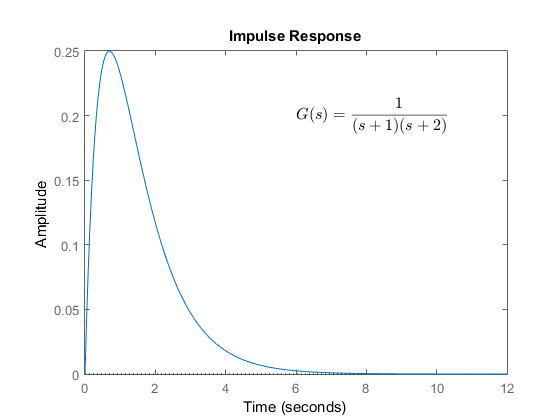 Impulse Response
0.25
G(s) = 1/((s+1)(s+2))
0.2
0.15
Amplitude
0.1
0.05
0
0 2 4 6 8 10 12
Time (seconds)